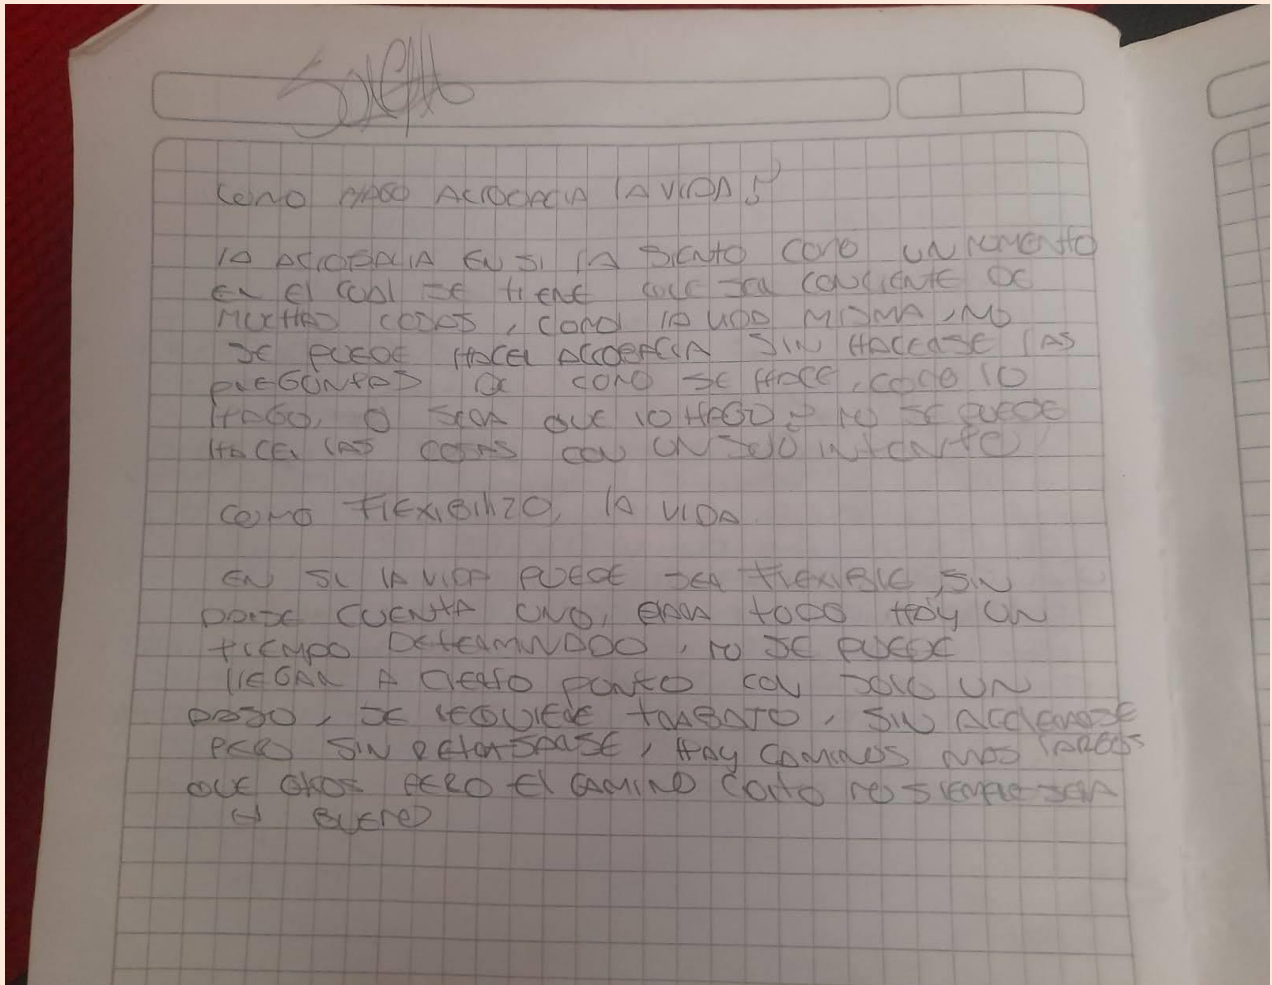 COMO HAGO ACROBACIA LA VIDA ?
LA ACROBACIA EN SI LA SIENTO COMO UN MOMENTO
EN EL CUAL SE TIENE QUE SER CONCIENTE DE
MUCHAS COSAS, COMO LA VIDA MISMA, NO
SE PUEDE HACER ACROBACIA SIN HACERSE LAS
PREGUNTAS DE COMO SE HACE, COMO LO
HAGO, O SERA QUE LO HAGO? NO SE PUEDE
HACER LAS COSAS CON UN SOLO INTENTO
COMO FLEXIBILIZO LA VIDA
EN SI LA VIDA PUEDE SER FLEXIBLE SIN
DARSE CUENTA UNO, PARA TODO HAY UN
TIEMPO DETERMINADO, NO SE PUEDE
LLEGAR A CIERTO PUNTO CON SOLO UN
PASO, SE REQUIERE TRABAJO, SIN ACELERARSE
PERO SIN RETRASARSE, HAY CAMINOS MAS LARGOS
QUE OTROS PERO EL CAMINO CORTO NO SIEMPRE SERA
EL BUENO